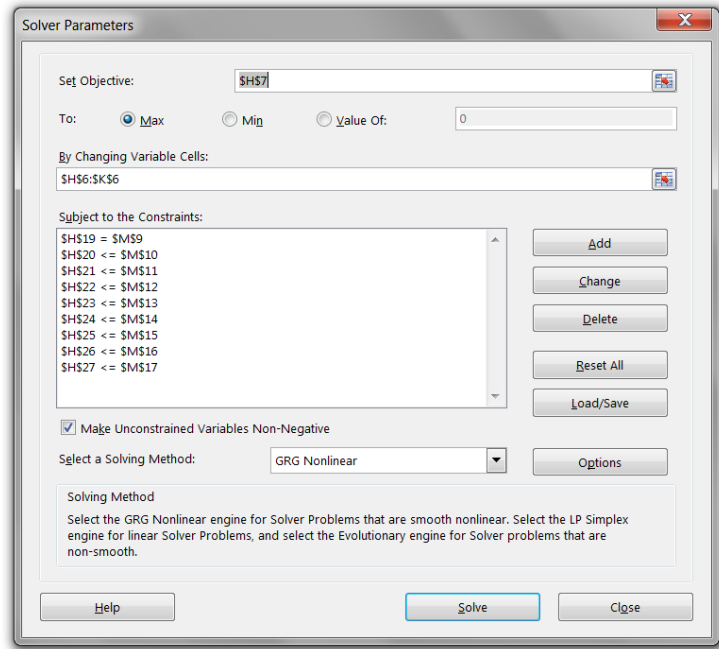 Solver Parameters
Set Objective: $H$7
To: Max Min Value Of: 0
By Changing Variable Cells:
$H$6:$K$6
Subject to the Constraints:
$H$19 = $M$9
$H$20 <= $M$10
$H$21 <= $M$11
$H$22 <= $M$12
$H$23 <= $M$13
$H$24 <= $M$14
$H$25 <= $M$15
$H$26 <= $M$16
$H$27 <= $M$17
Add
Change
Delete
Reset All
Load/Save
Make Unconstrained Variables Non-Negative
Select a Solving Method: GRG Nonlinear Options
Solving Method
Select the GRG Nonlinear engine for Solver Problems that are smooth nonlinear. Select the LP Simplex
engine for linear Solver Problems, and select the Evolutionary engine for Solver problems that are
non-smooth.
Help Solve Close